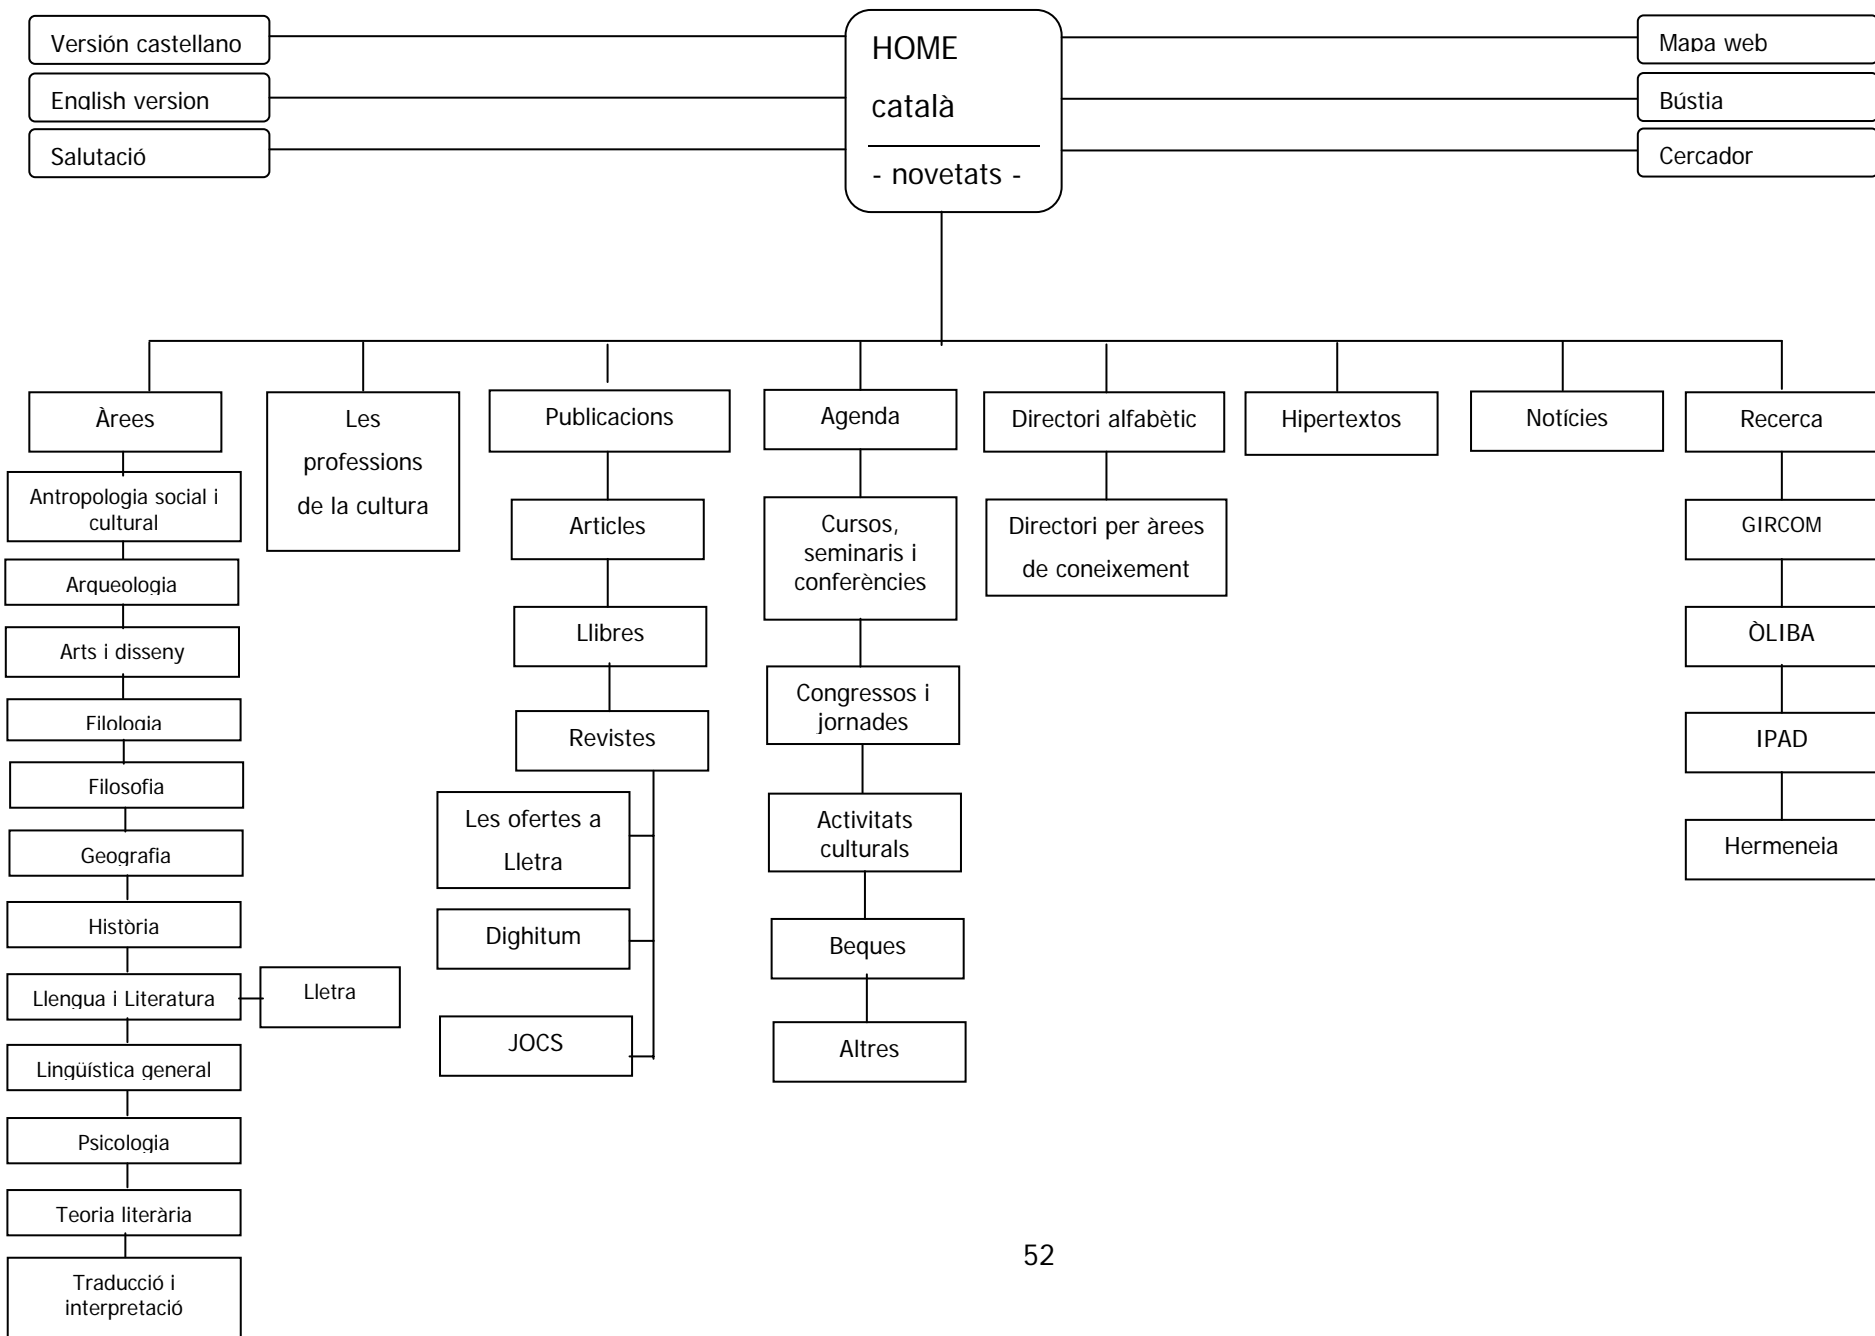 Versión castellano
English version
Salutació
HOME
català
- novetats -
Mapa web
Bústia
Cercador
Àrees
Antropologia social i
cultural
Arqueologia
Arts i disseny
Filologia
Filosofia
Geografia
Història
Llengua i Literatura
Lletra
Lingüística general
Psicologia
Teoria literària
Traducció i
interpretació
Les
professions
de la cultura
Publicacions
Articles
Llibres
Revistes
Les ofertes a
Lletra
Dighitum
JOCS
Agenda
Cursos,
seminaris i
conferències
Congressos i
jornades
Activitats
culturals
Beques
Altres
Directori alfabètic
Directori per àrees
de coneixement
Hipertextos
Notícies
Recerca
GIRCOM
ÒLIBA
IPAD
Hermeneia
52